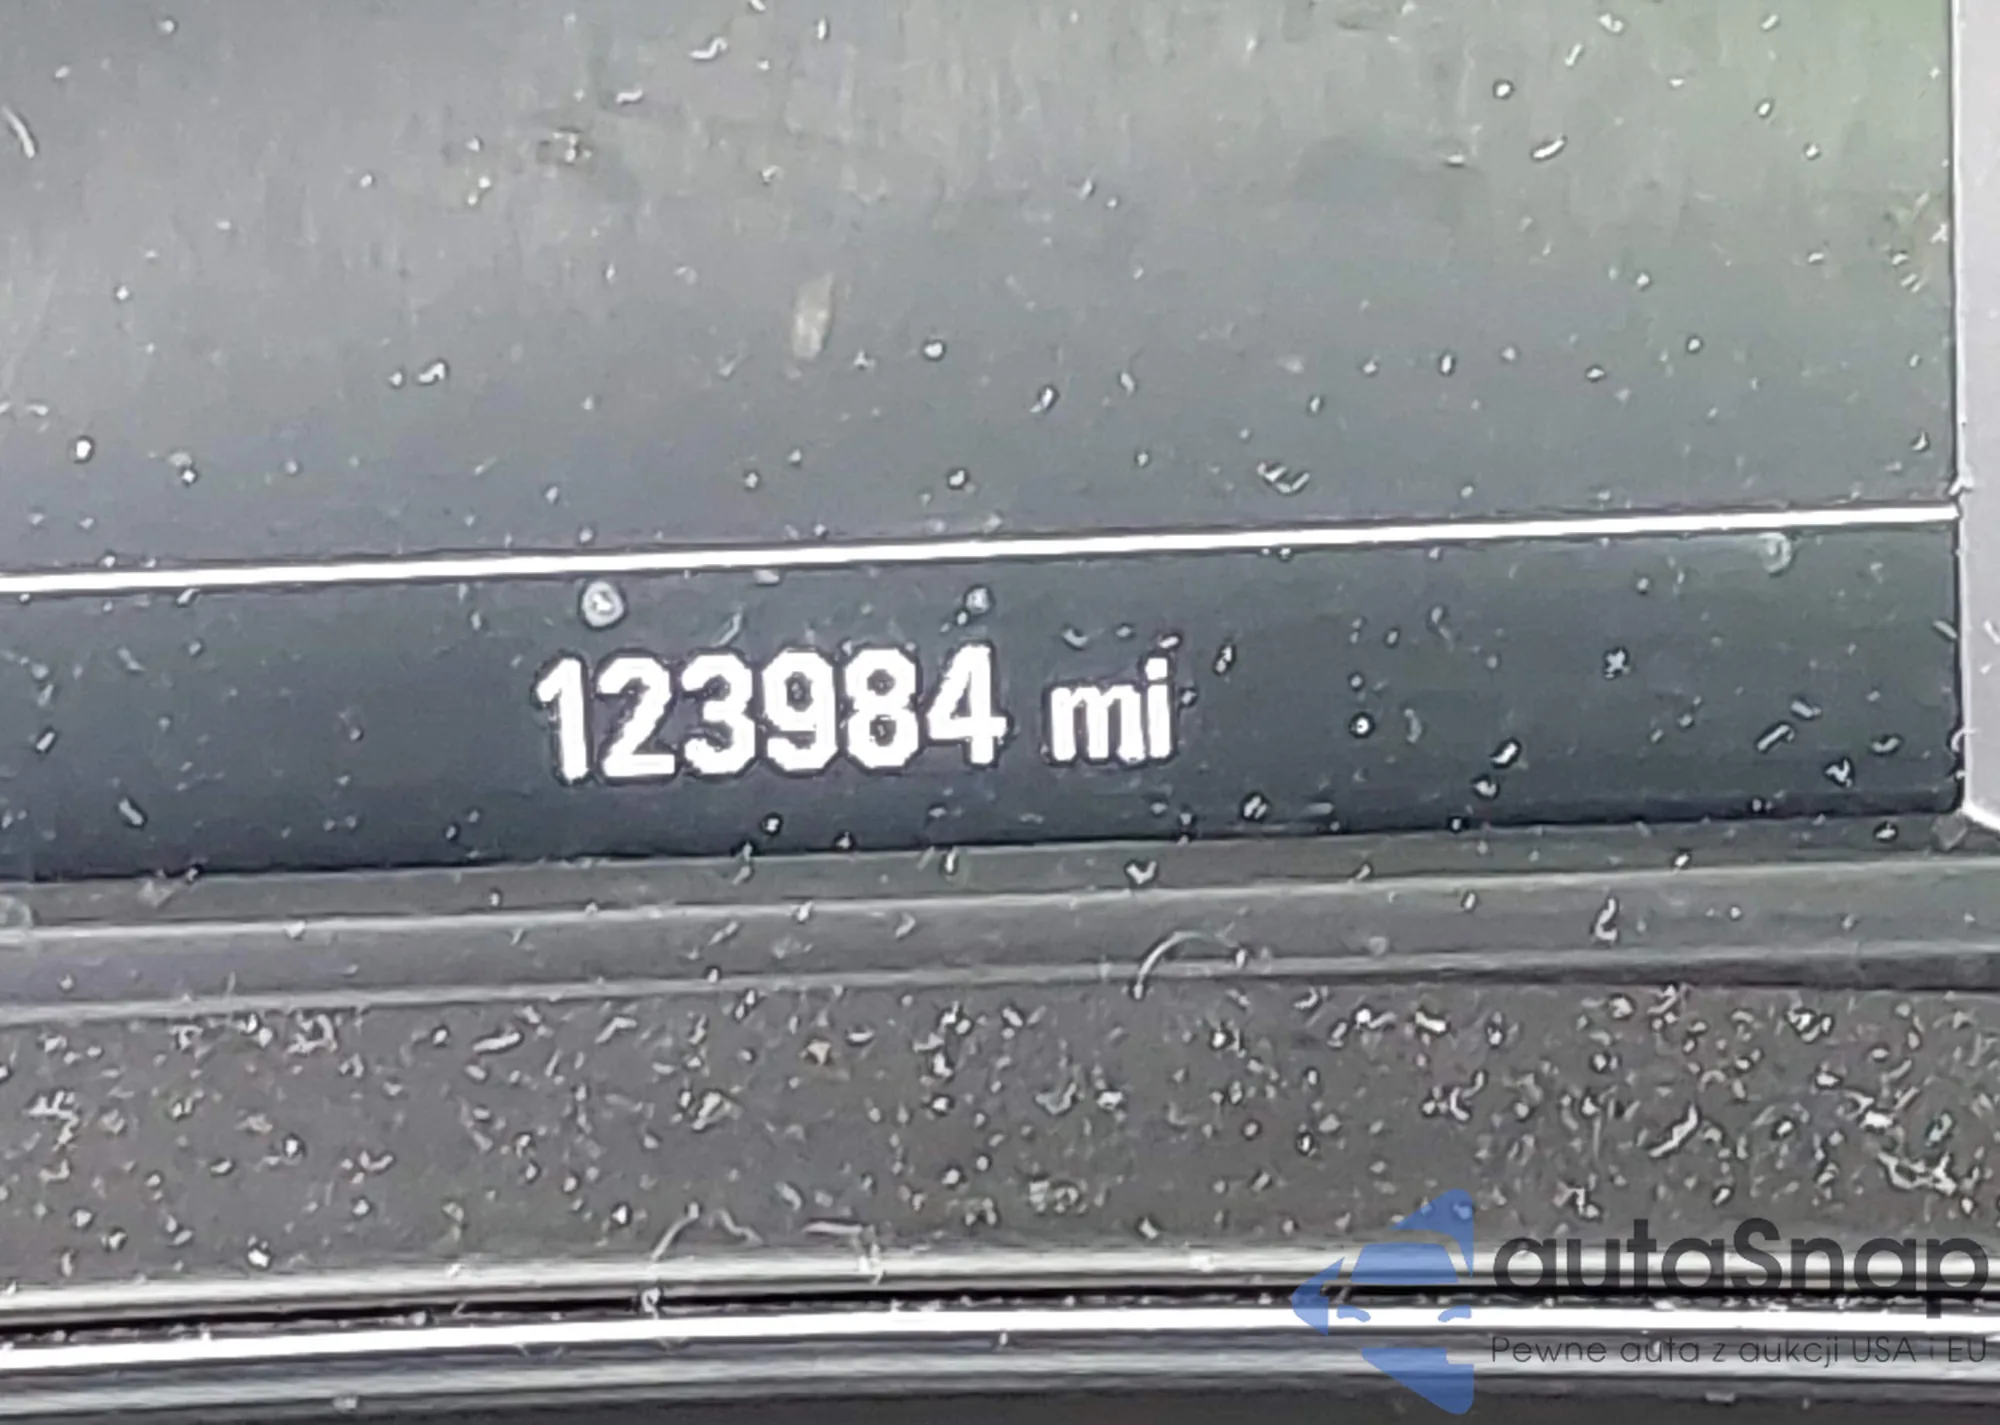 123984 mi
autaSnap
Pewne auta z aukcji USA i EU